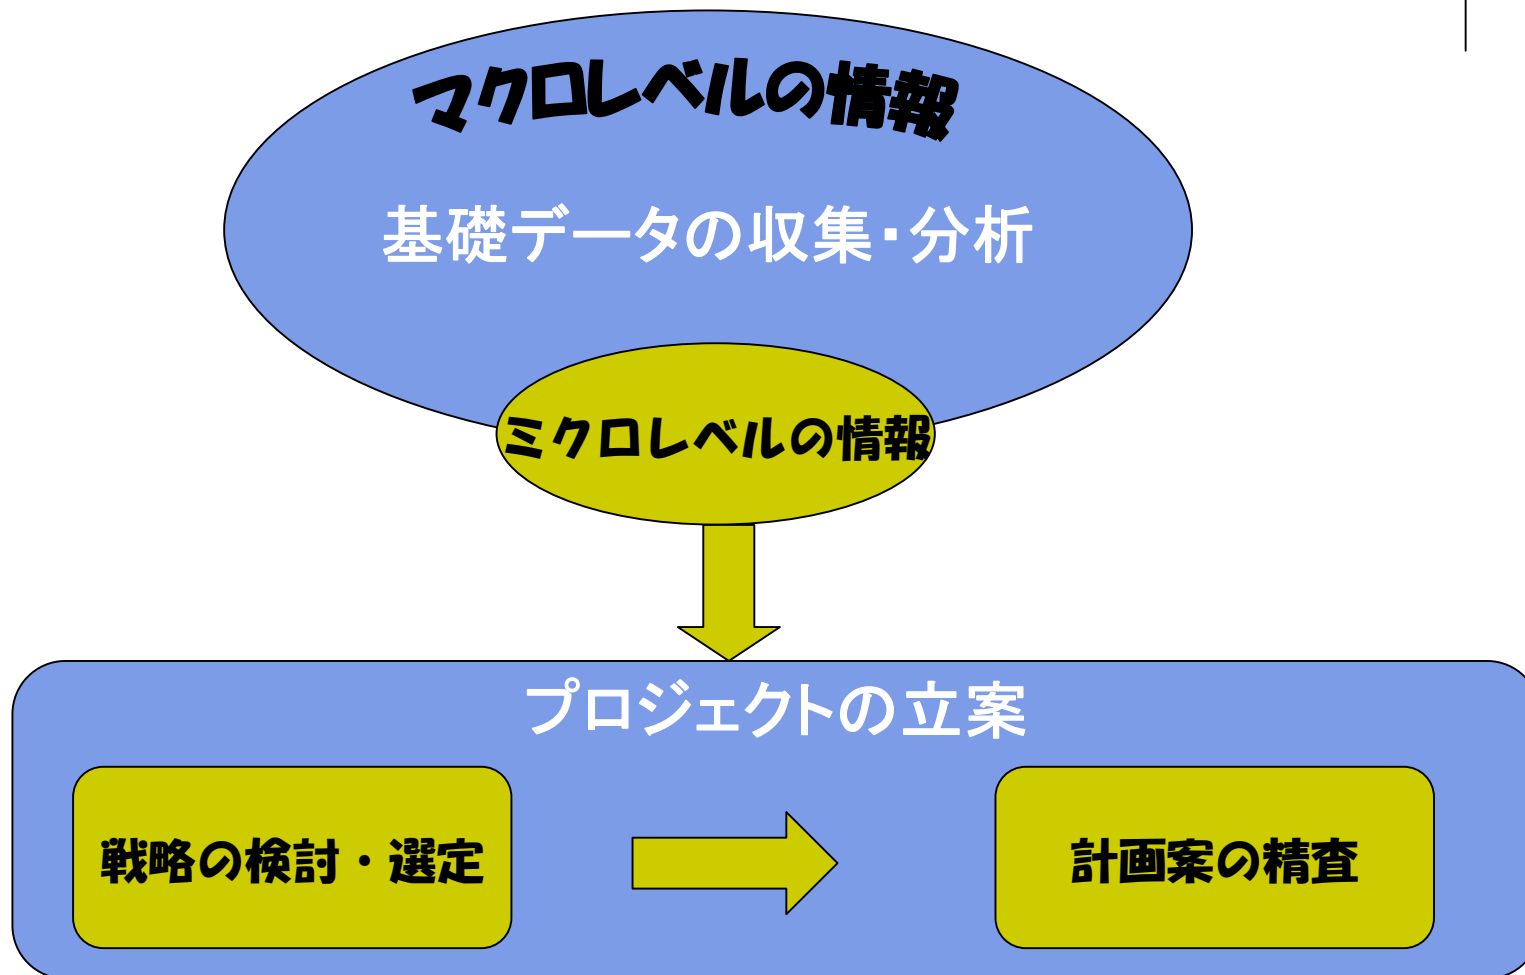 マクロレベルの情報
基礎データの収集・分析
ミクロレベルの情報
プロジェクトの立案
戦略の検討・選定
計画案の精査